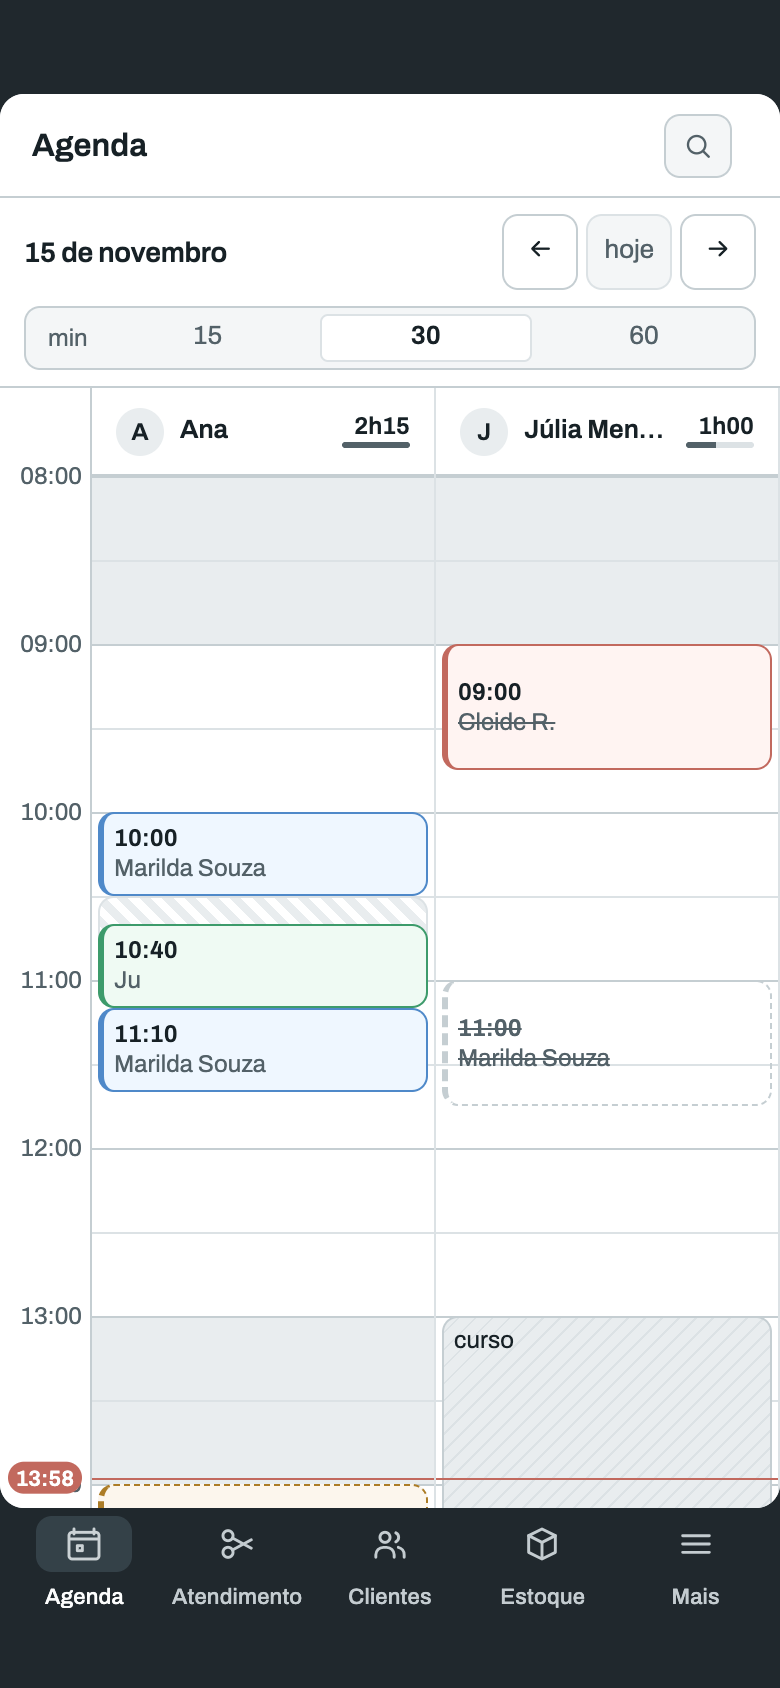 Agenda
15 de novembro
hoje
min 15 30 60
A Ana 2h15
J Júlia Men... 1h00
08:00
09:00
09:00
Cleide R.
10:00
10:00
Marilda Souza
10:40
Ju
11:00
11:00
Marilda Souza
11:10
Marilda Souza
12:00
13:00
curso
13:58
Agenda
Atendimento
Clientes
Estoque
Mais